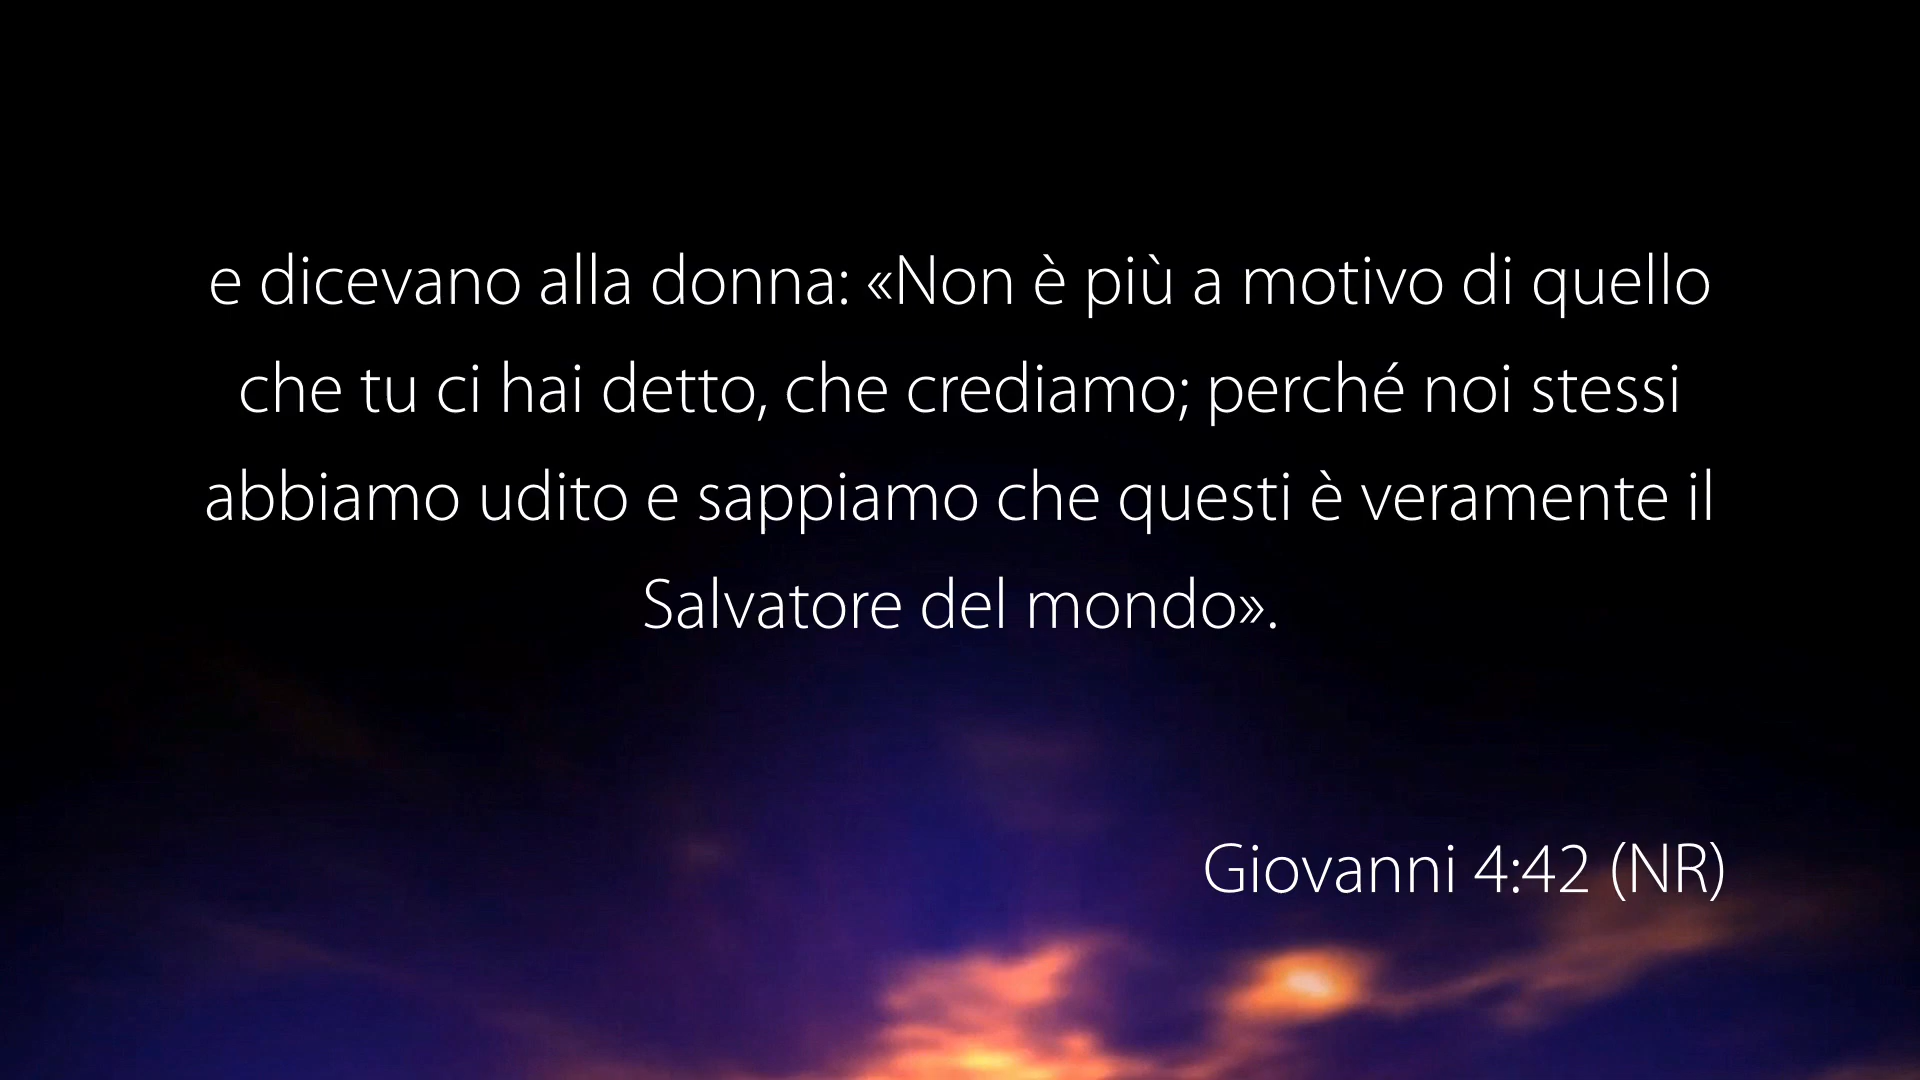 e dicevano alla donna: «Non è più a motivo di quello
che tu ci hai detto, che crediamo; perché noi stessi
abbiamo udito e sappiamo che questi è veramente il
Salvatore del mondo».
Giovanni 4:42 (NR)